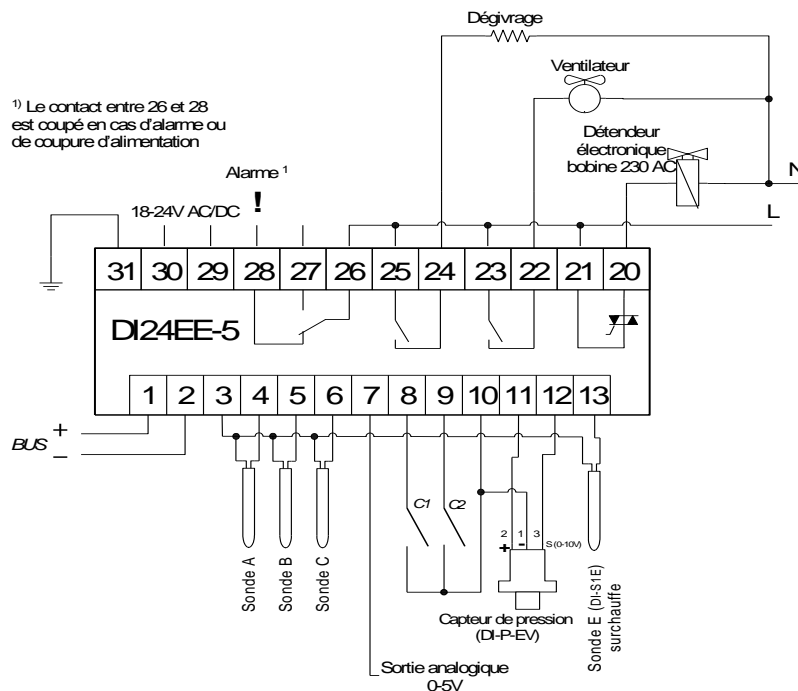 Dégivrage
Ventilateur
¹⁾ Le contact entre 26 et 28
est coupé en cas d'alarme ou
de coupure d'alimentation
Détendeur
électronique
bobine 230 AC
N
Alarme ¹
!
18-24V AC/DC
L
31 30 29 28 27 26 25 24 23 22 21 20
DI24EE-5
1 2 3 4 5 6 7 8 9 10 11 12 13
BUS
+
−
C1
C2
2 1 3
+ -
S (0-10V)
Sonde A
Sonde B
Sonde C
Capteur de pression
(DI-P-EV)
Sonde E (DI-S1E)
surchauffe
Sortie analogique
0-5V